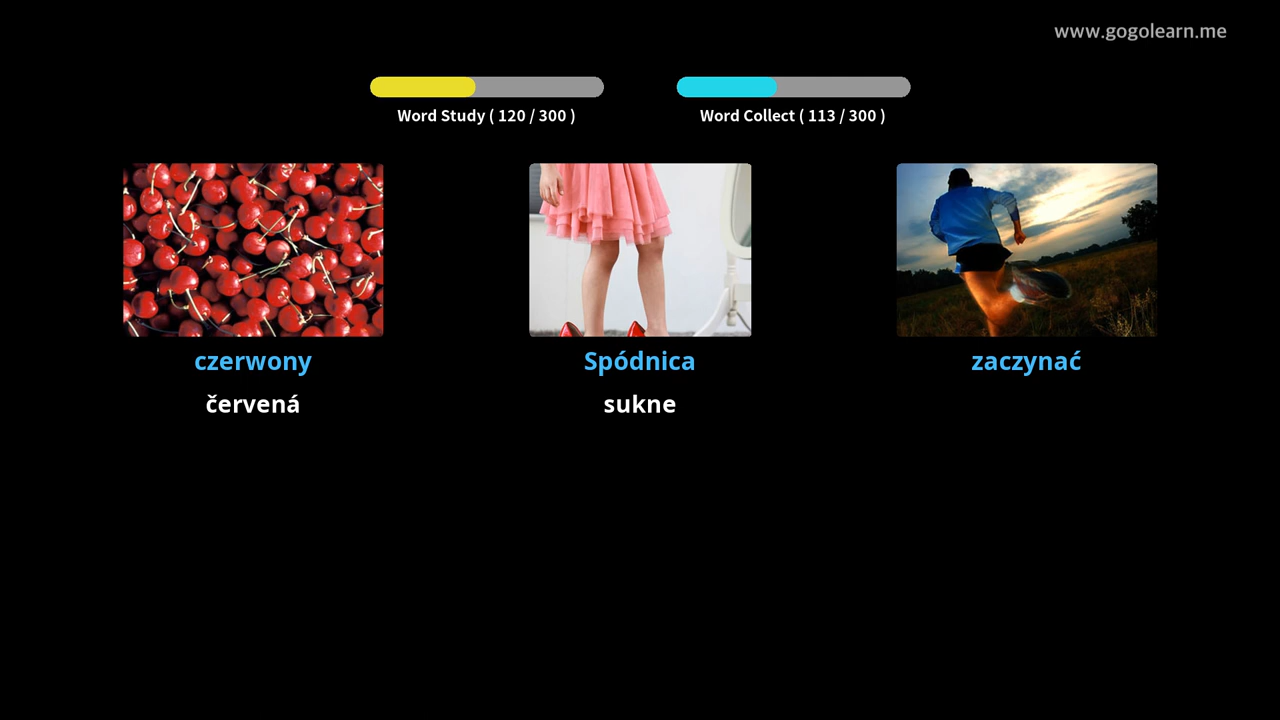 www.gogolearn.me
Word Study ( 120 / 300 )
Word Collect ( 113 / 300 )
czerwony
Spódnica
zaczynać
červená
sukne